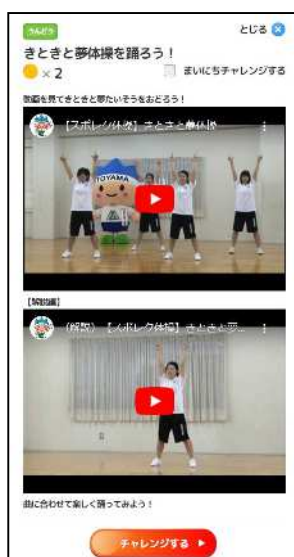 うんどう
とじる
きときと夢体操を踊ろう！
× 2
まいにちチャレンジする
動画を見てきときと夢たいそうをおどろう！
【スポレク体操】きときと夢体操
TOYAMA
【解説編】
（解説）【スポレク体操】きときと夢...
曲に合わせて楽しく踊ってみよう！
チャレンジする